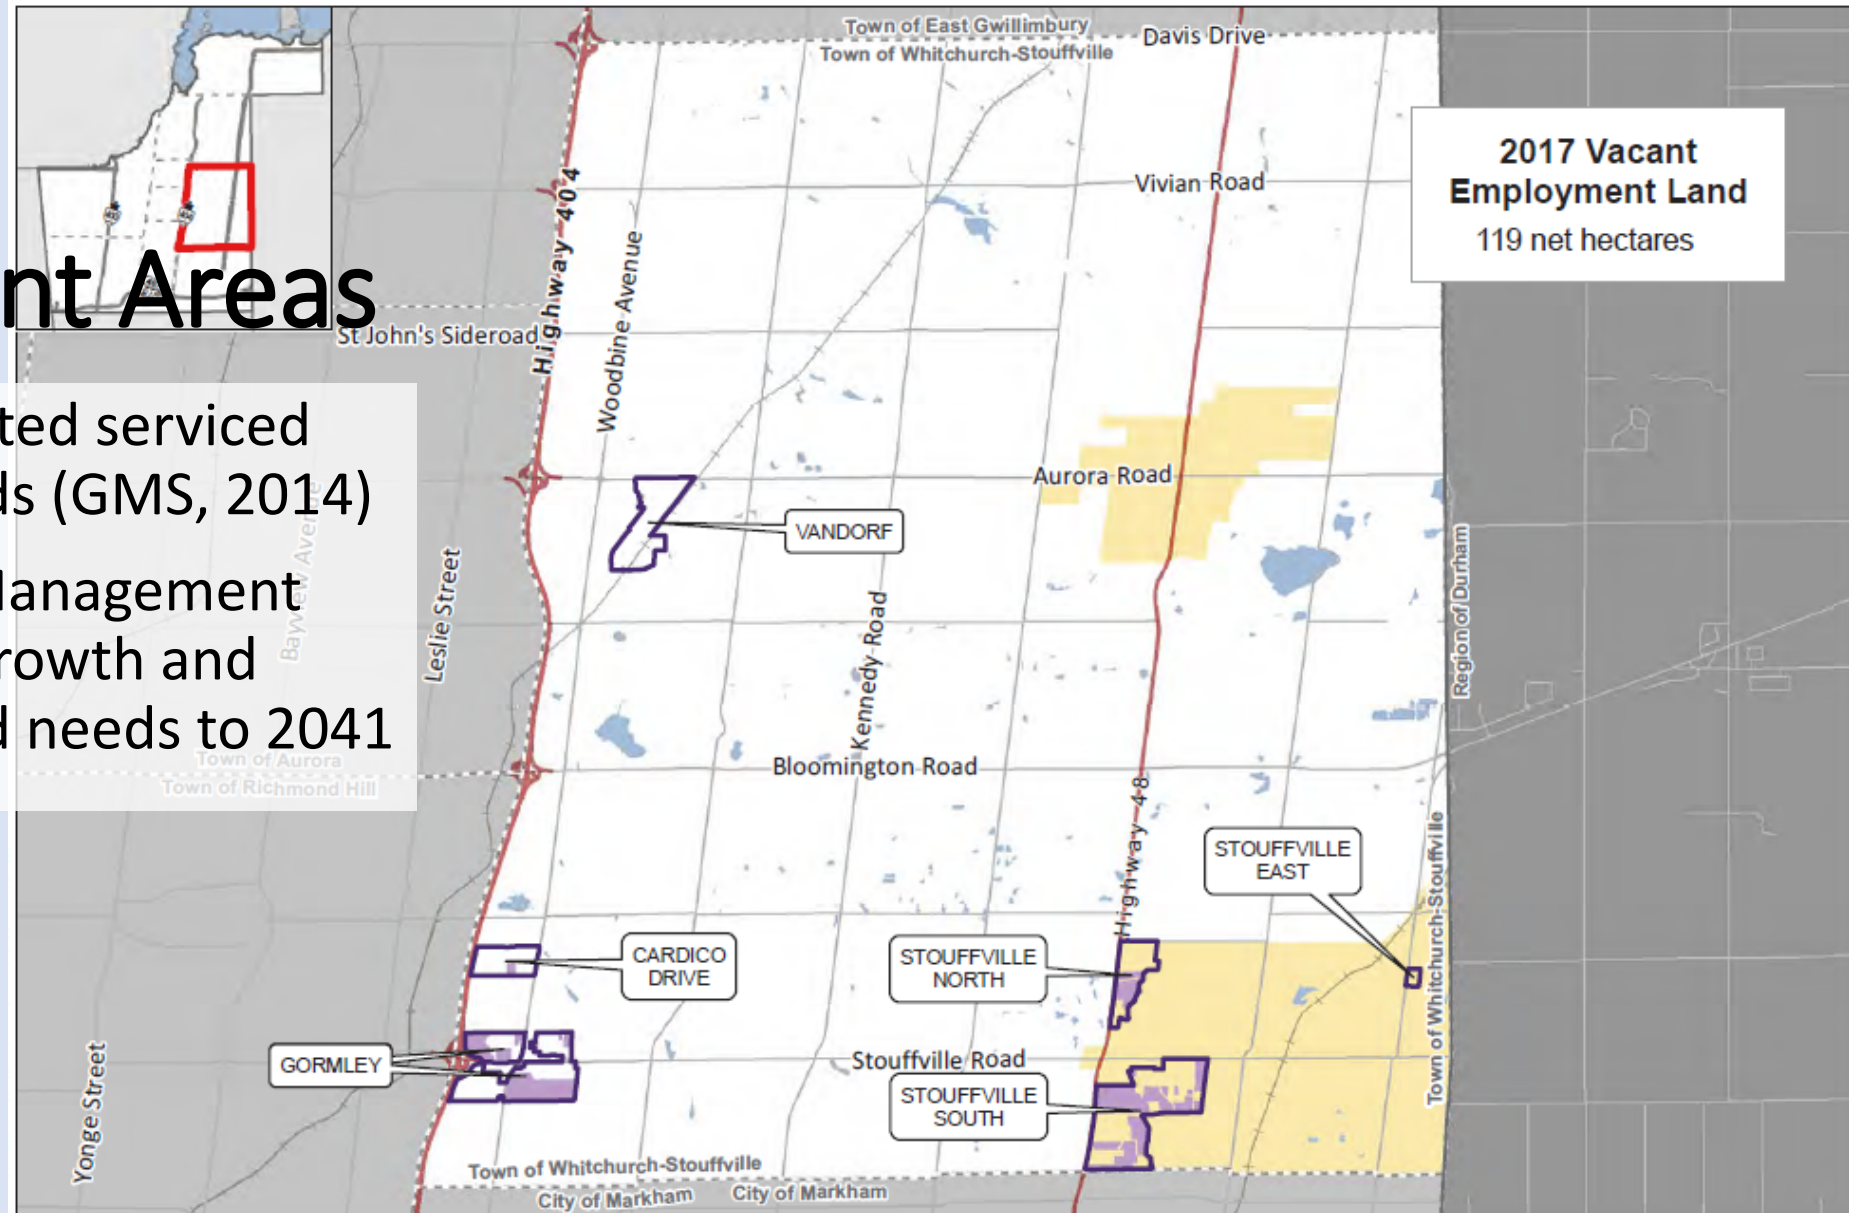 Town of East Gwillimbury
Town of Whitchurch-Stouffville
Davis Drive
2017 Vacant
Employment Land
119 net hectares
Vivian Road
Highway 404
Woodbine Avenue
nt Areas
St John's Sideroad
ted serviced
ds (GMS, 2014)
Management
rowth and
d needs to 2041
Bayview Avenue
Leslie Street
Town of Aurora
Town of Richmond Hill
Aurora Road
VANDORF
Kennedy Road
Region of Durham
Bloomington Road
Highway 48
STOUFFVILLE
EAST
Town of Whitchurch-Stouffville
CARDICO
DRIVE
STOUFFVILLE
NORTH
GORMLEY
Stouffville Road
STOUFFVILLE
SOUTH
Yonge Street
Town of Whitchurch-Stouffville
City of Markham
City of Markham